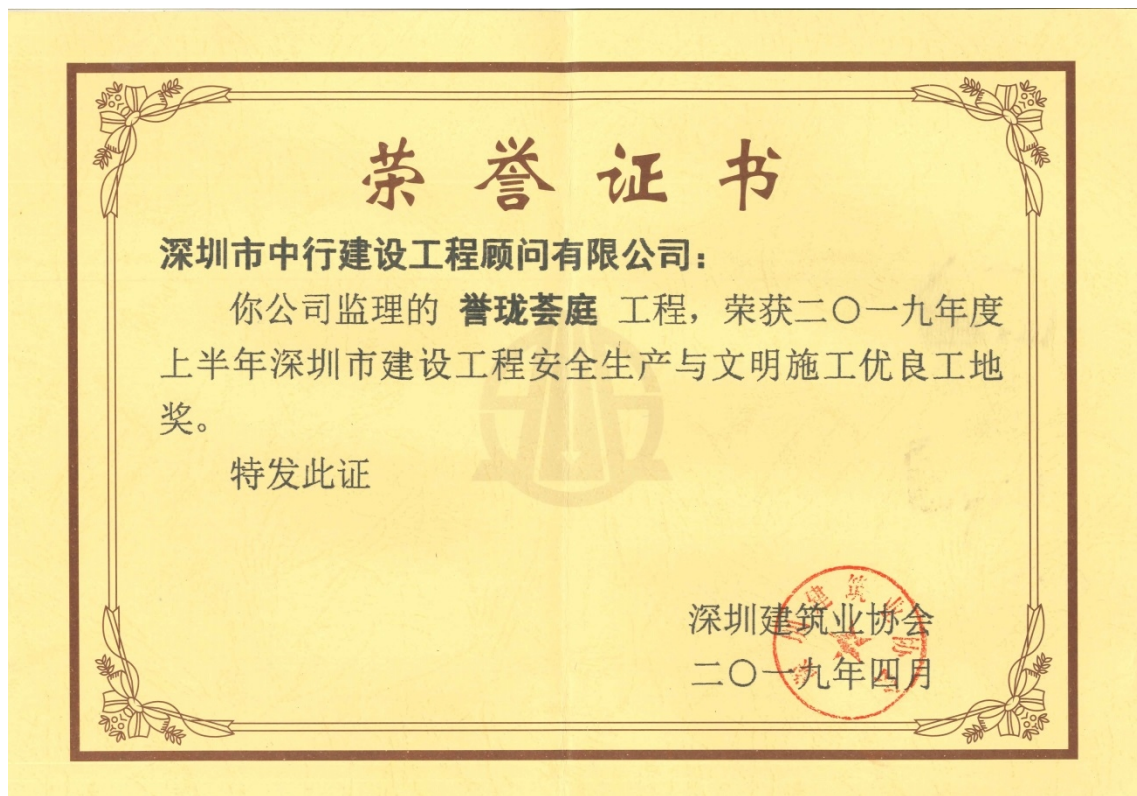 荣誉证书
深圳市中行建设工程顾问有限公司：
你公司监理的 誉珑荟庭 工程，荣获二〇一九年度
上半年深圳市建设工程安全生产与文明施工优良工地
奖。
特发此证
深圳建筑业协会
二〇一九年四月